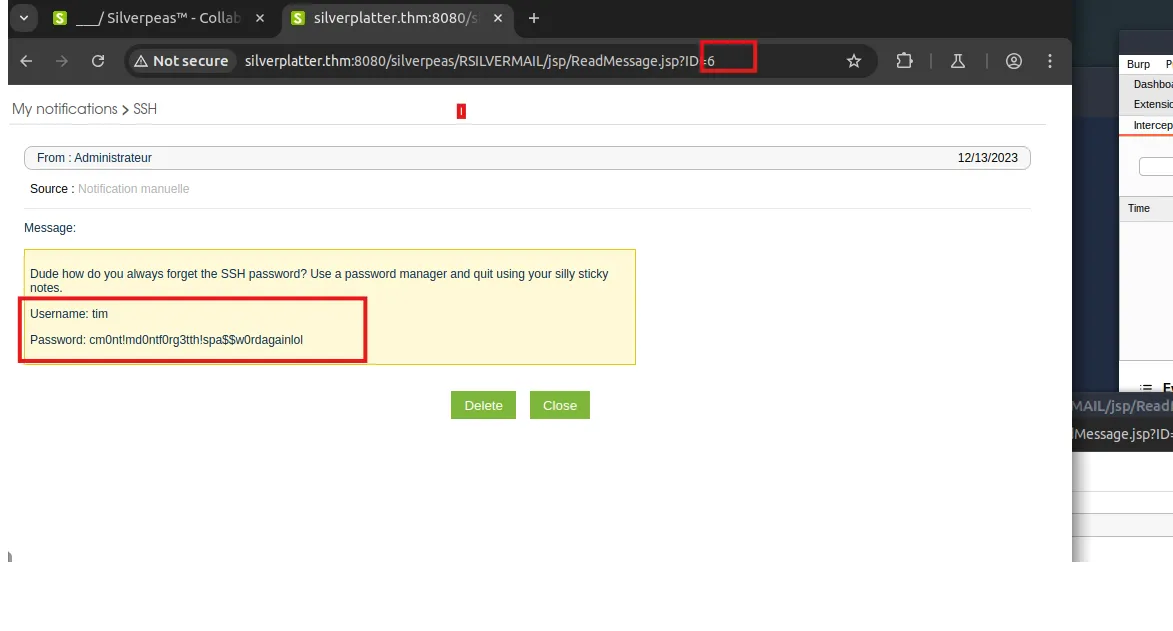 ___/ Silverpeas™ - Collab
silverplatter.thm:8080/s
Not secure
silverplatter.thm:8080/silverpeas/RSILVERMAIL/jsp/ReadMessage.jsp?ID=6
My notifications > SSH
From : Administrateur
12/13/2023
Source : Notification manuelle
Message:
Dude how do you always forget the SSH password? Use a password manager and quit using your silly sticky
notes.
Username: tim
Password: cm0nt!md0ntf0rg3tth!spa$$w0rdagainlol
Delete
Close
Burp
P
Dashboa
Extensio
Intercep
Time
Ev
MAIL/jsp/ReadM
Message.jsp?ID=